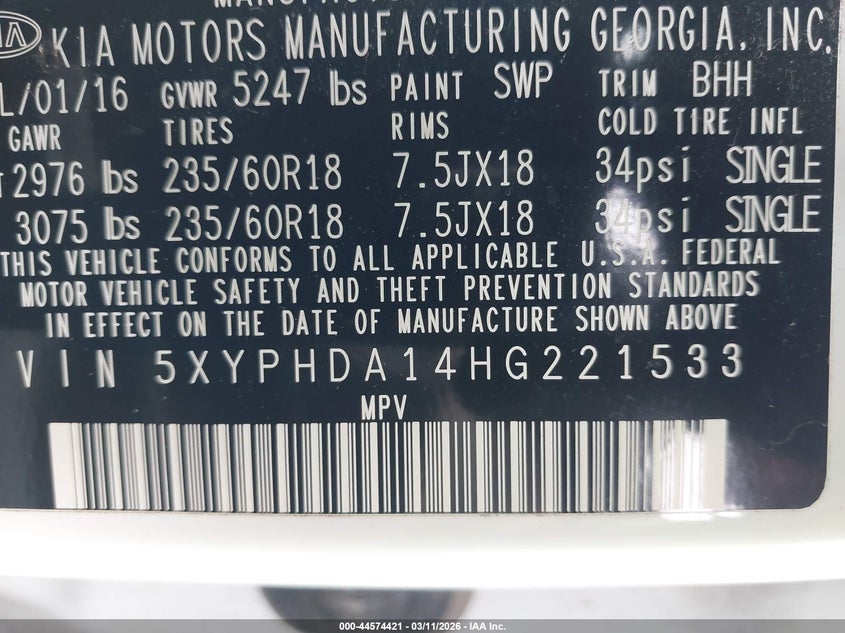 KIA KIA MOTORS MANUFACTURING GEORGIA, INC.
/01/16 GVWR 5247 lbs PAINT SWP TRIM BHH
GAWR TIRES RIMS COLD TIRE INFL
2976 lbs 235/60R18 7.5JX18 34psi SINGLE
3075 lbs 235/60R18 7.5JX18 34psi SINGLE
THIS VEHICLE CONFORMS TO ALL APPLICABLE U.S.A. FEDERAL
MOTOR VEHICLE SAFETY AND THEFT PREVENTION STANDARDS
IN EFFECT ON THE DATE OF MANUFACTURE SHOWN ABOVE
VIN 5XYPHDA14HG221533
MPV
000-44574421 | 03/11/2026 – IAA Inc.